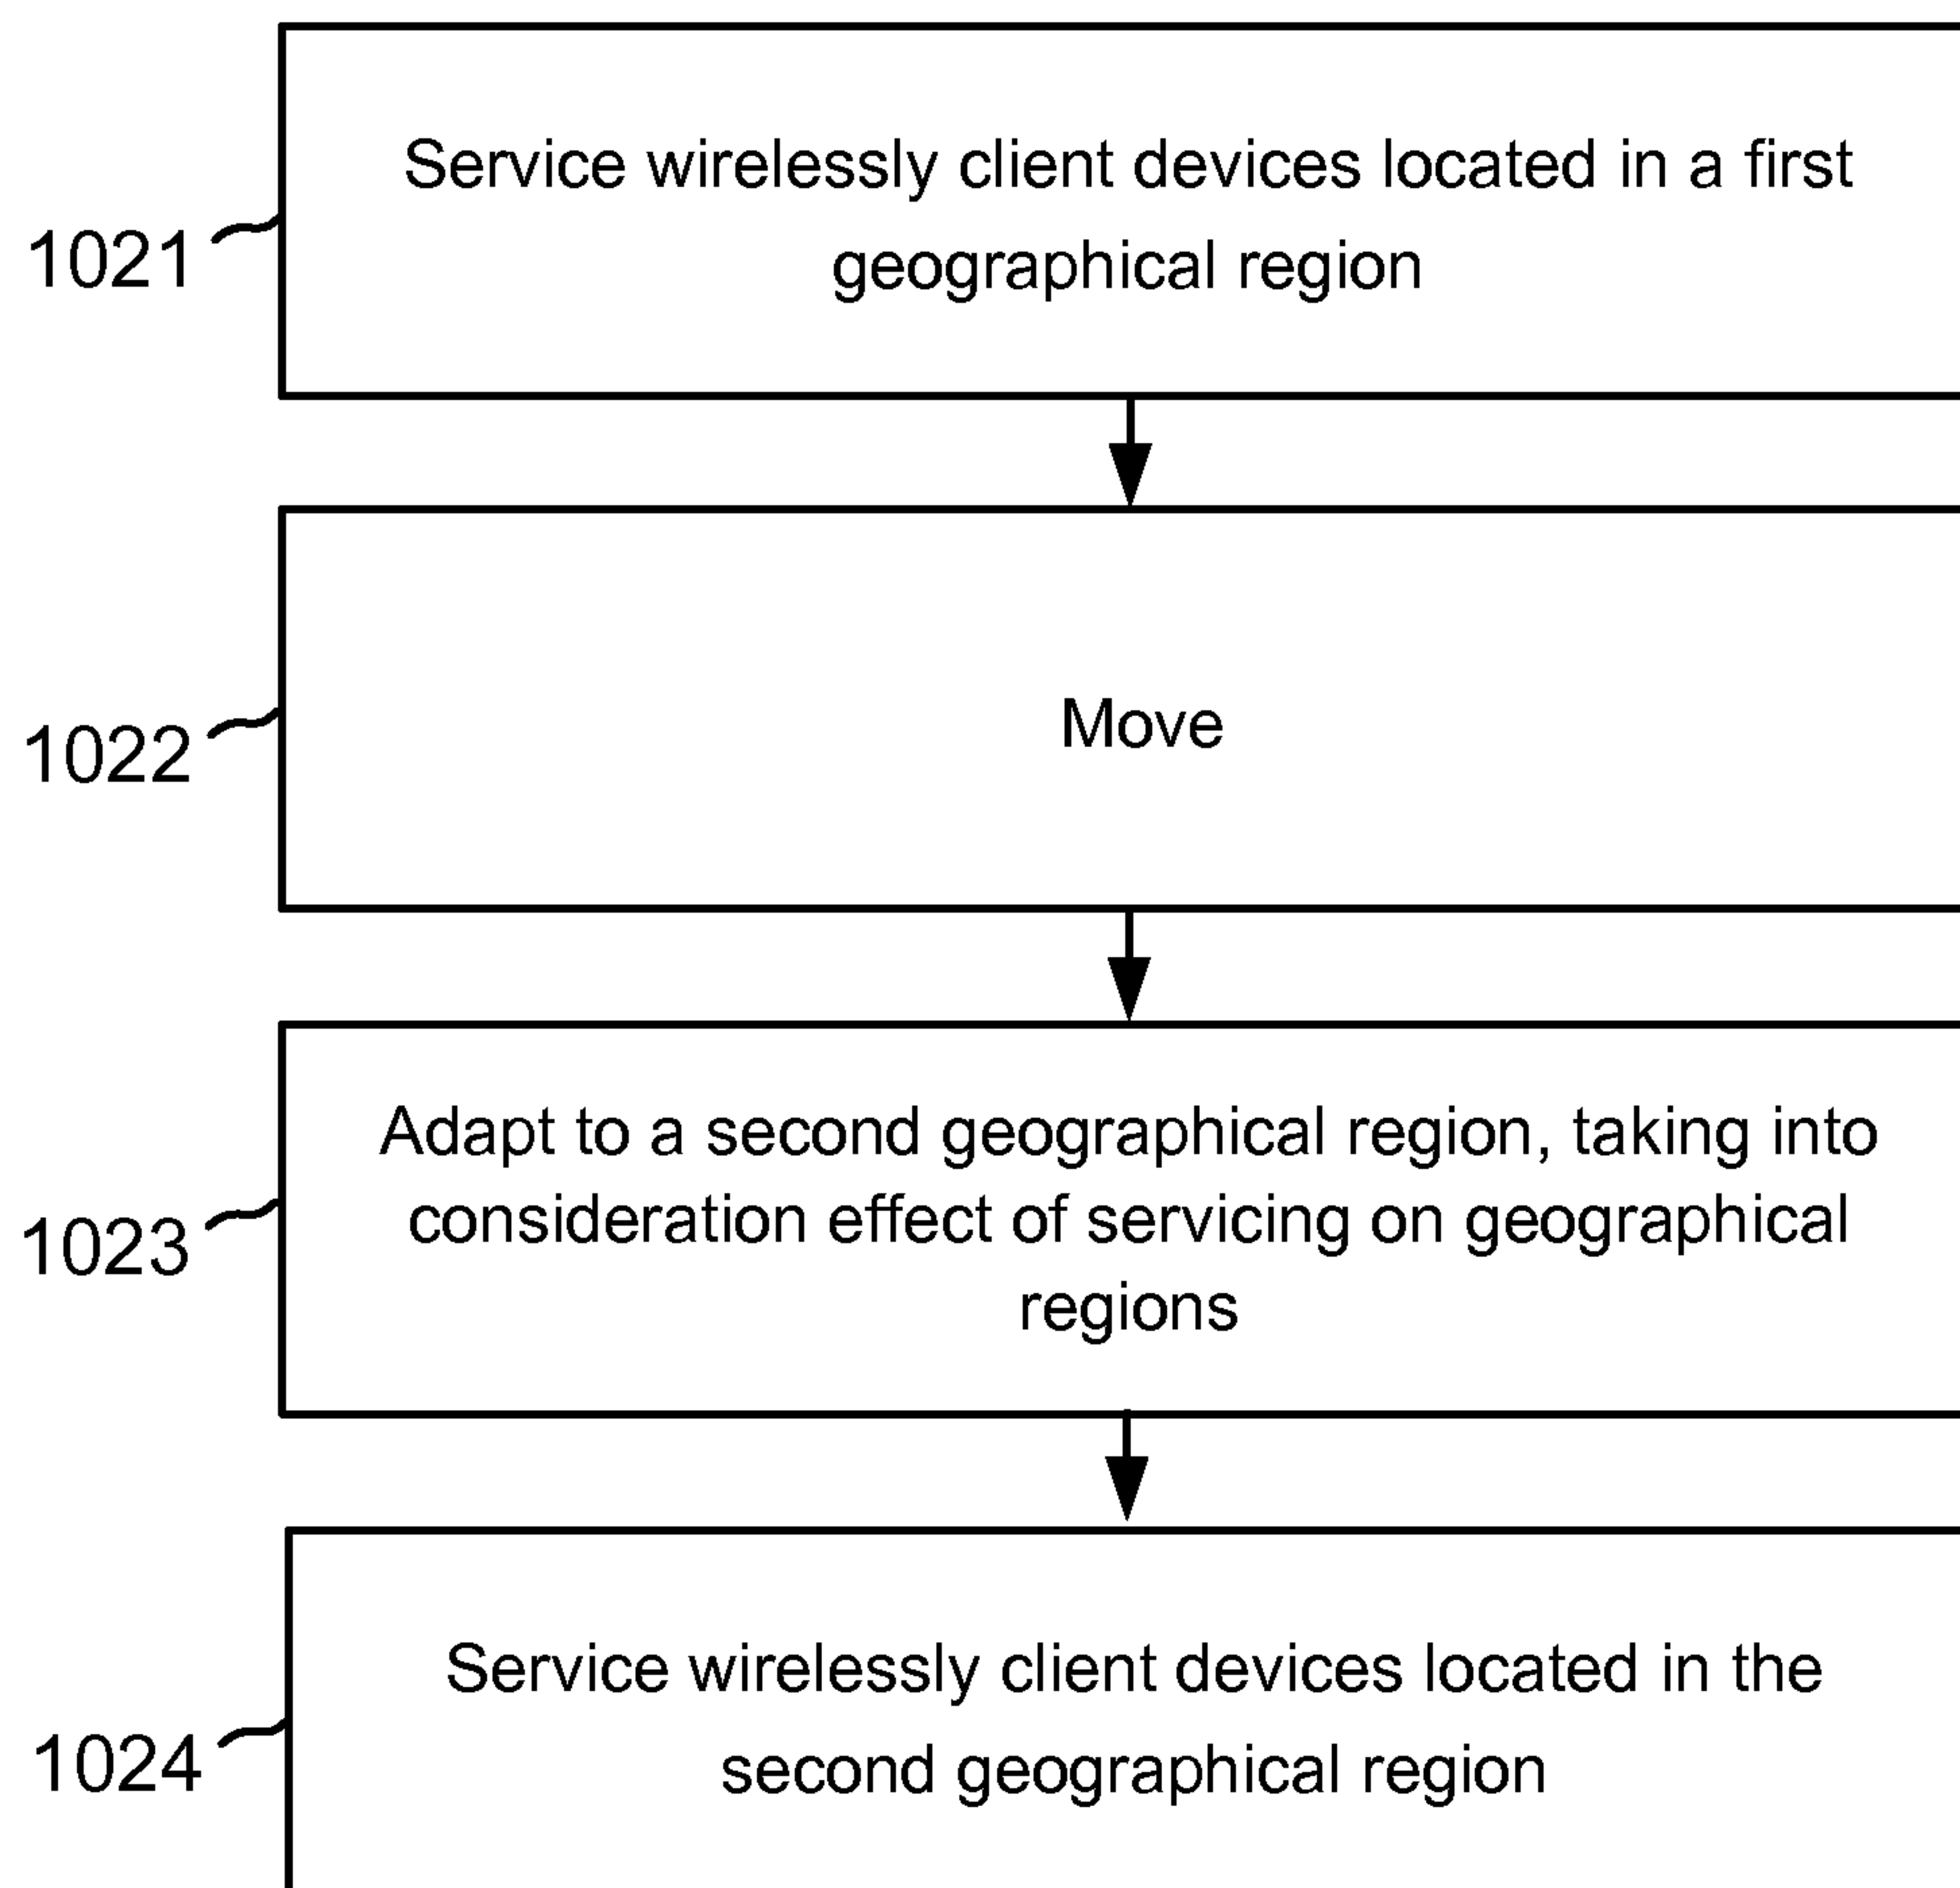 Service wirelessly client devices located in a first
geographical region
1021
Move
1022
Adapt to a second geographical region, taking into
consideration effect of servicing on geographical
regions
1023
Service wirelessly client devices located in the
second geographical region
1024